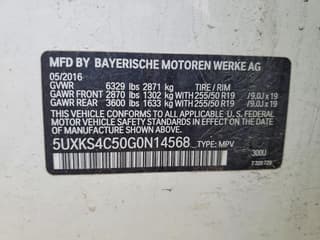 MFD BY BAYERISCHE MOTOREN WERKE AG
05/2016
GVWR 6329 lbs 2871 kg TIRE / RIM
GAWR FRONT 2870 lbs 1302 kg WITH 255/50 R19 /9.0J x 19
GAWR REAR 3600 lbs 1633 kg WITH 255/50 R19 /9.0J x 19
THIS VEHICLE CONFORMS TO ALL APPLICABLE U. S. FEDERAL
MOTOR VEHICLE SAFETY STANDARDS IN EFFECT ON THE
DATE OF MANUFACTURE SHOWN ABOVE.
5UXKS4C50G0N14568 TYPE: MPV
300U